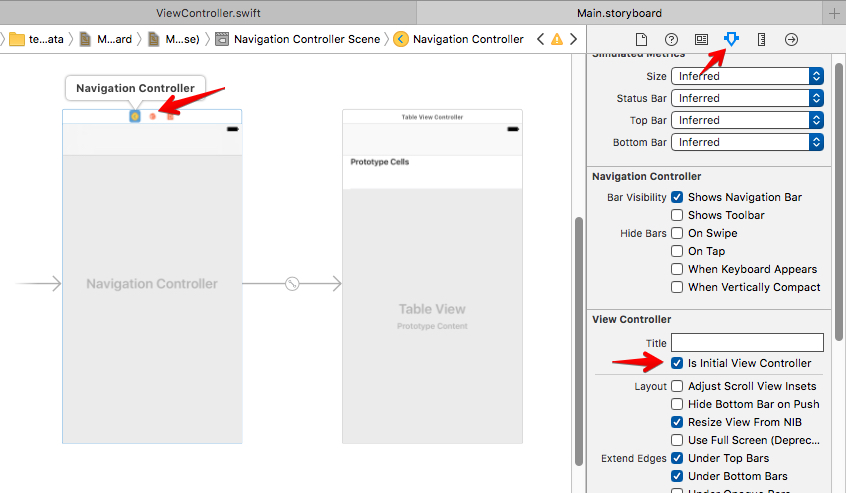 ViewController.swift
Main.storyboard
te...ata
M...ard
M...se)
Navigation Controller Scene
Navigation Controller
Simulated Metrics
Size
Inferred
Status Bar
Inferred
Top Bar
Inferred
Bottom Bar
Inferred
Navigation Controller
Bar Visibility
Shows Navigation Bar
Shows Toolbar
Hide Bars
On Swipe
On Tap
When Keyboard Appears
When Vertically Compact
View Controller
Title
Is Initial View Controller
Layout
Adjust Scroll View Insets
Hide Bottom Bar on Push
Resize View From NIB
Use Full Screen (Deprec...
Extend Edges
Under Top Bars
Under Bottom Bars
Under Opaque Bars
Navigation Controller
Navigation Controller
Table View Controller
Prototype Cells
Table View
Prototype Content